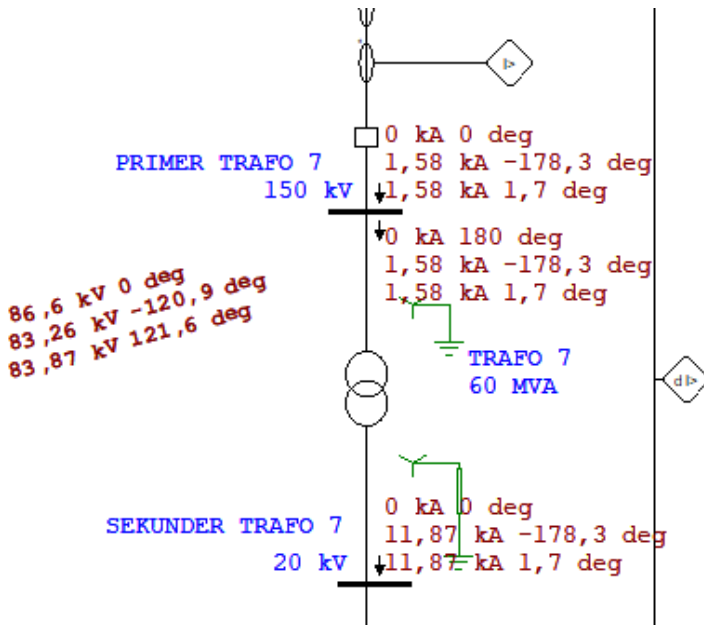 I>
0 kA 0 deg
PRIMER TRAFO 7
1,58 kA -178,3 deg
150 kV
1,58 kA 1,7 deg
0 kA 180 deg
1,58 kA -178,3 deg
1,58 kA 1,7 deg
86,6 kV 0 deg
83,26 kV -120,9 deg
83,87 kV 121,6 deg
TRAFO 7
60 MVA
d I>
0 kA 0 deg
SEKUNDER TRAFO 7
11,87 kA -178,3 deg
20 kV
11,87 kA 1,7 deg